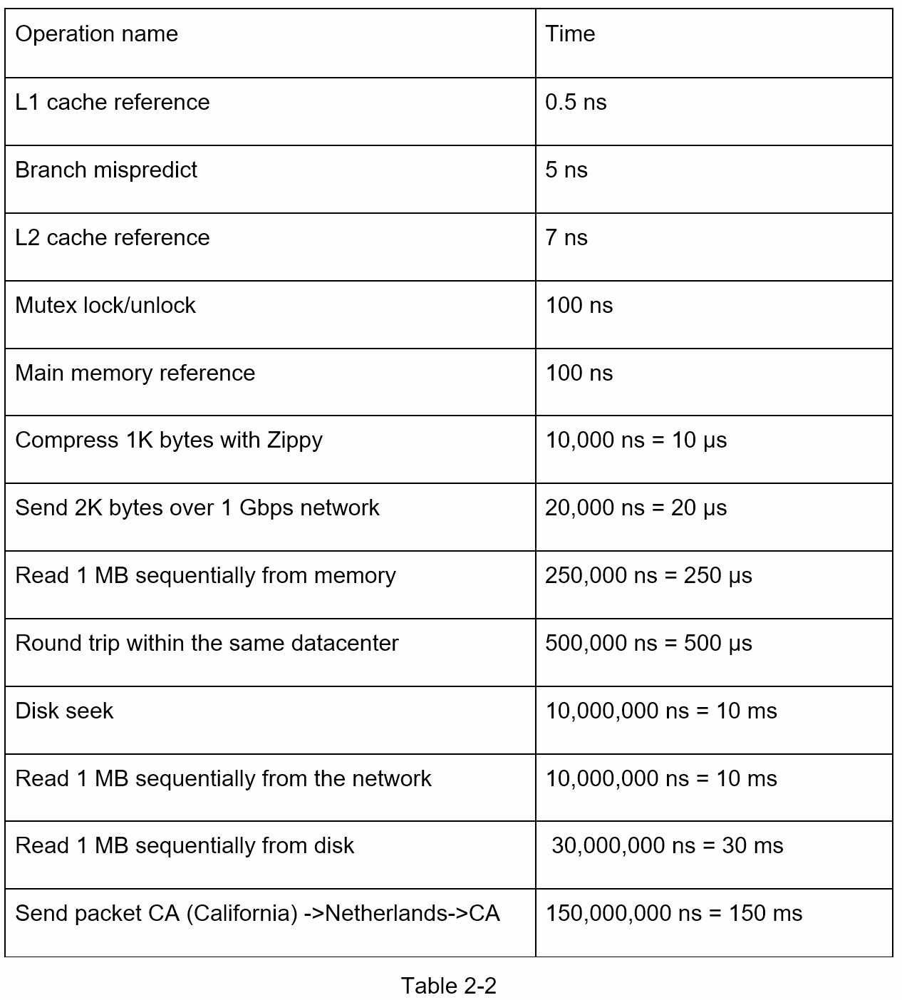 Operation name Time
L1 cache reference 0.5 ns
Branch mispredict 5 ns
L2 cache reference 7 ns
Mutex lock/unlock 100 ns
Main memory reference 100 ns
Compress 1K bytes with Zippy 10,000 ns = 10 μs
Send 2K bytes over 1 Gbps network 20,000 ns = 20 μs
Read 1 MB sequentially from memory 250,000 ns = 250 μs
Round trip within the same datacenter 500,000 ns = 500 μs
Disk seek 10,000,000 ns = 10 ms
Read 1 MB sequentially from the network 10,000,000 ns = 10 ms
Read 1 MB sequentially from disk 30,000,000 ns = 30 ms
Send packet CA (California) ->Netherlands->CA 150,000,000 ns = 150 ms
Table 2-2